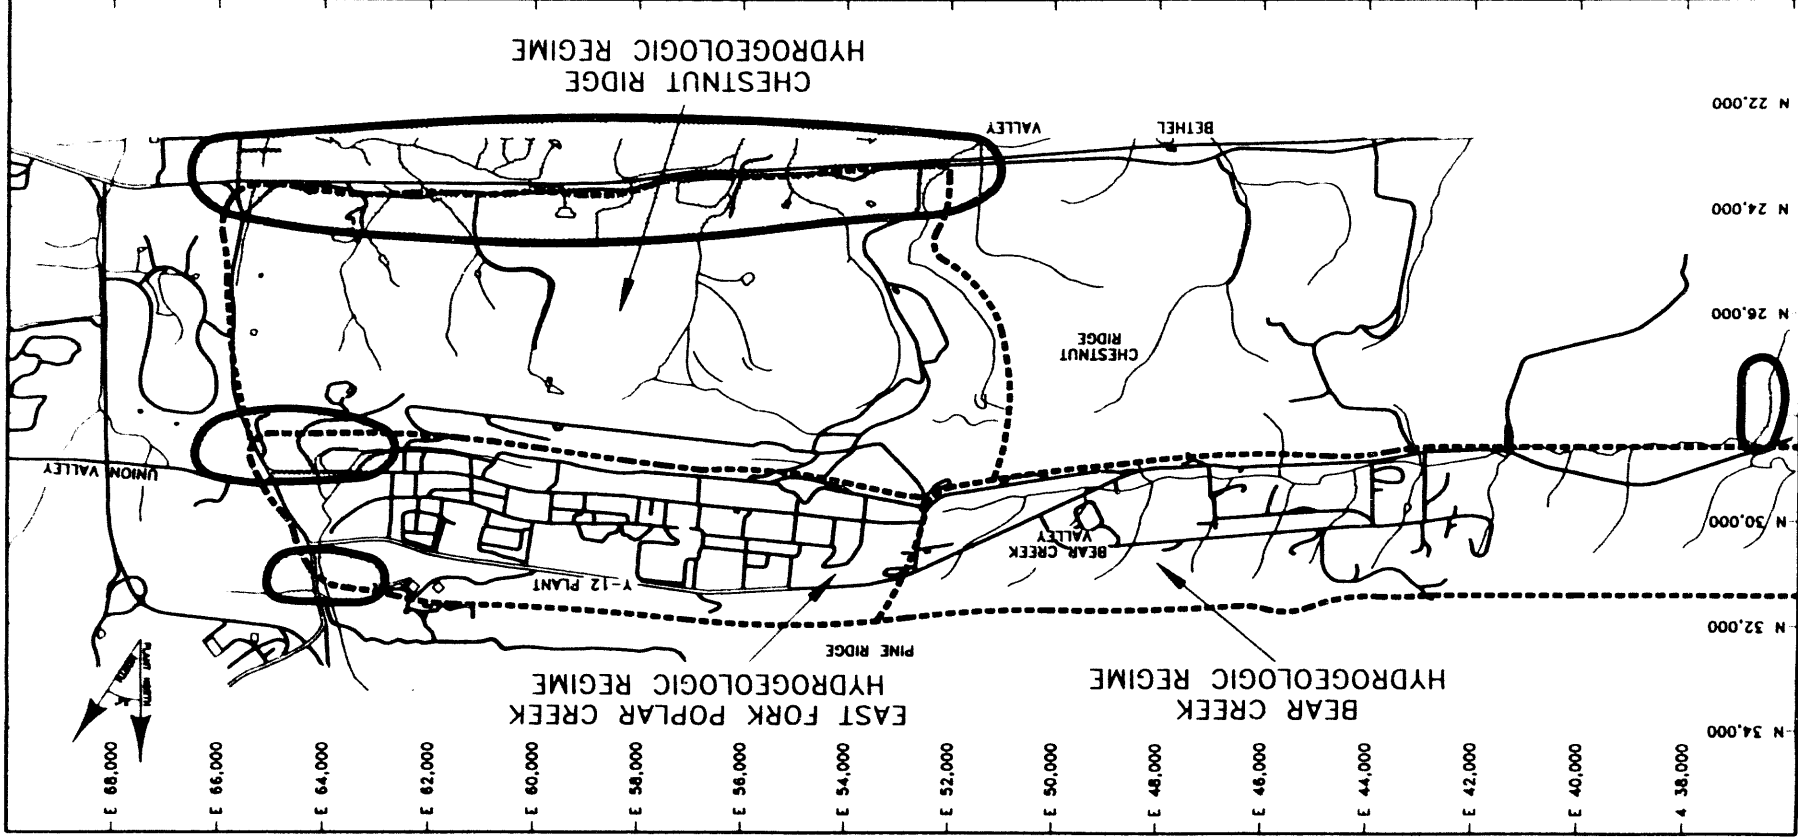 E 68,000
E 66,000
E 64,000
E 62,000
E 60,000
E 58,000
E 56,000
E 54,000
E 52,000
E 50,000
E 48,000
E 46,000
E 44,000
E 42,000
E 40,000
A 38,000
N 34,000
N 32,000
N 30,000
N 26,000
N 24,000
N 22,000
BEAR CREEK
HYDROGEOLOGIC REGIME
EAST FORK POPLAR CREEK
HYDROGEOLOGIC REGIME
PLANT NORTH
NORTH
PINE RIDGE
Y-12 PLANT
BEAR CREEK
VALLEY
UNION VALLEY
CHESTNUT
RIDGE
BETHEL
VALLEY
CHESTNUT RIDGE
HYDROGEOLOGIC REGIME